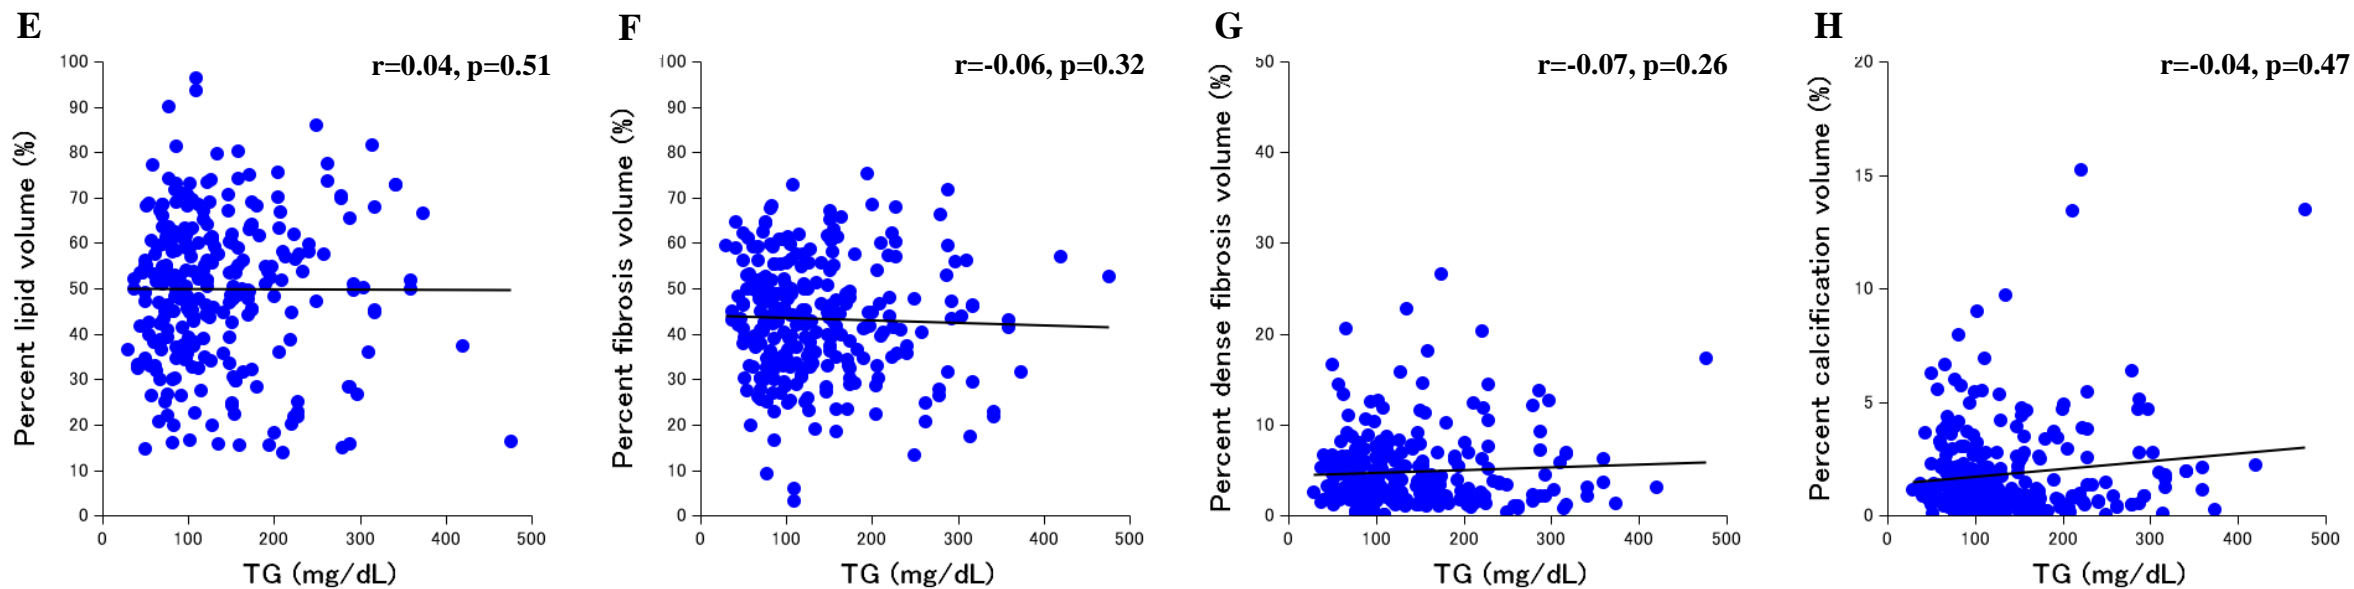 E
r=0.04, p=0.51
100
90
80
70
60
50
40
30
20
10
0
0 100 200 300 400 500
Percent lipid volume (%)
TG (mg/dL)
F
r=-0.06, p=0.32
100
90
80
70
60
50
40
30
20
10
0
0 100 200 300 400 500
Percent fibrosis volume (%)
TG (mg/dL)
G
r=-0.07, p=0.26
50
40
30
20
10
0
0 100 200 300 400 500
Percent dense fibrosis volume (%)
TG (mg/dL)
H
r=-0.04, p=0.47
20
15
10
5
0
0 100 200 300 400 500
Percent calcification volume (%)
TG (mg/dL)